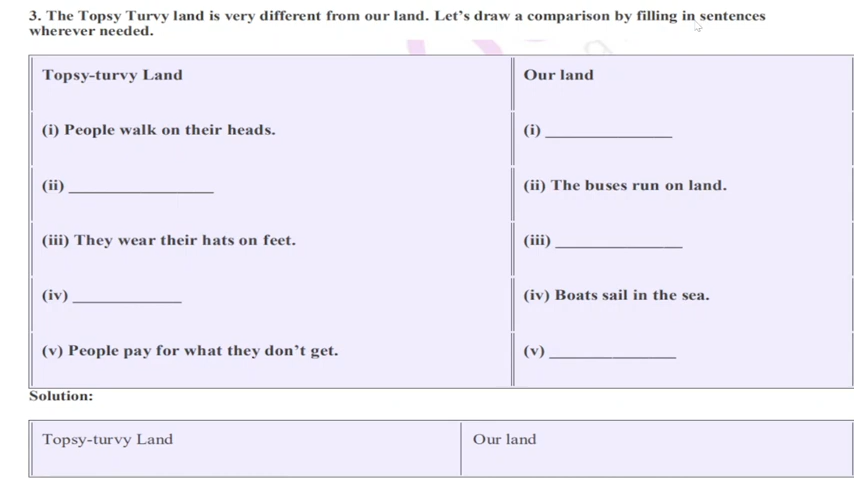 3. The Topsy Turvy land is very different from our land. Let's draw a comparison by filling in sentences
wherever needed.
Topsy-turvy Land
Our land
(i) People walk on their heads.
(i) _______________
(ii) _________________
(ii) The buses run on land.
(iii) They wear their hats on feet.
(iii) _______________
(iv) _____________
(iv) Boats sail in the sea.
(v) People pay for what they don't get.
(v) _______________
Solution:
Topsy-turvy Land
Our land